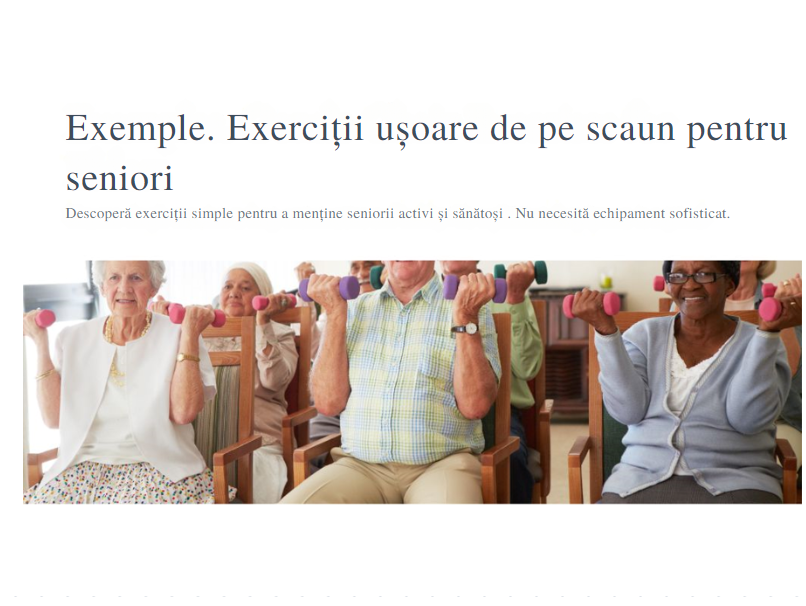 Exemple. Exerciții ușoare de pe scaun pentru
seniori
Descoperă exerciții simple pentru a menține seniorii activi și sănătoși . Nu necesită echipament sofisticat.